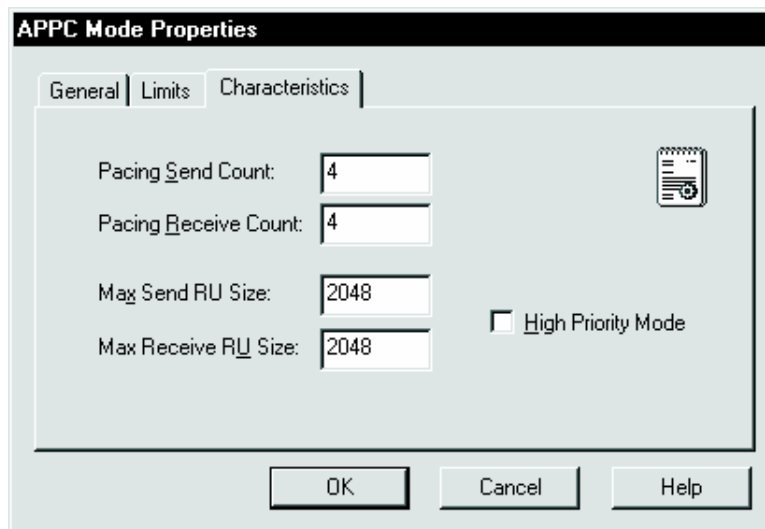 APPC Mode Properties
General Limits Characteristics
Pacing Send Count: 4
Pacing Receive Count: 4
Max Send RU Size: 2048
High Priority Mode
Max Receive RU Size: 2048
OK Cancel Help